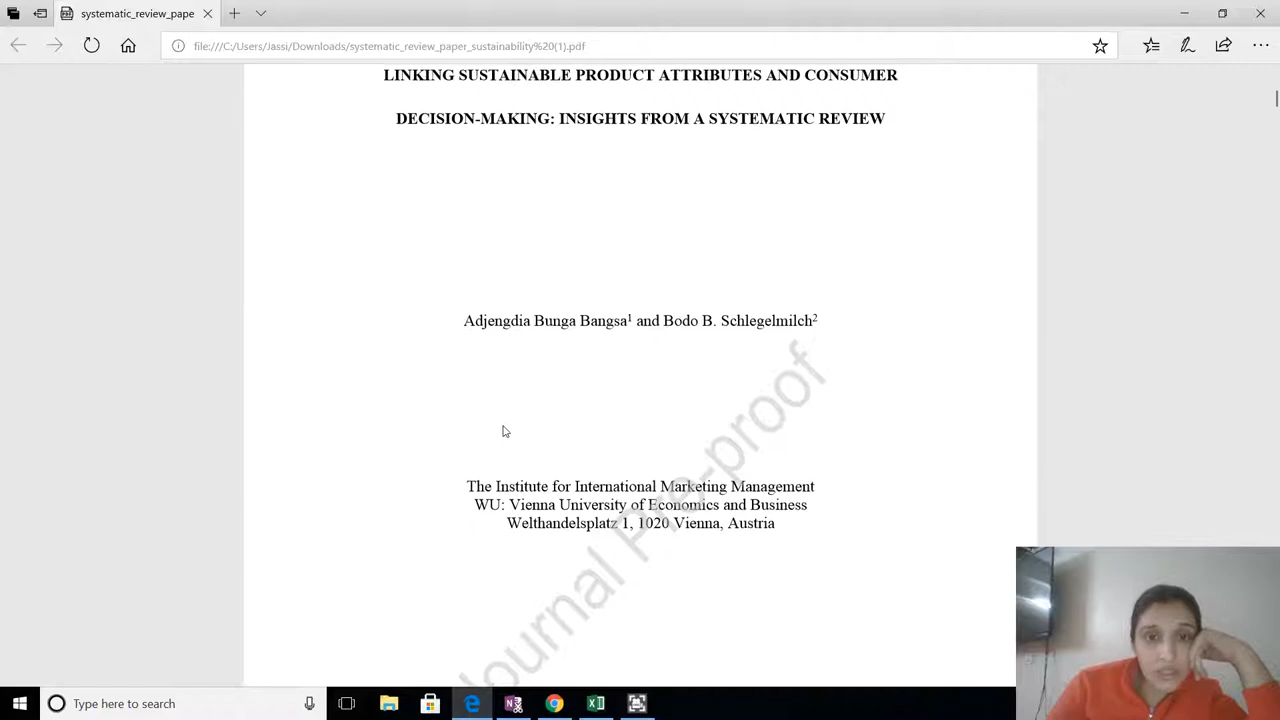 systematic_review_pape
file:///C:/Users/Jassi/Downloads/systematic_review_paper_sustainability%20(1).pdf
LINKING SUSTAINABLE PRODUCT ATTRIBUTES AND CONSUMER
DECISION-MAKING: INSIGHTS FROM A SYSTEMATIC REVIEW
Adjengdia Bunga Bangsa1 and Bodo B. Schlegelmilch2
The Institute for International Marketing Management
WU: Vienna University of Economics and Business
Welthandelsplatz 1, 1020 Vienna, Austria
Journal Pre-proof
Type here to search